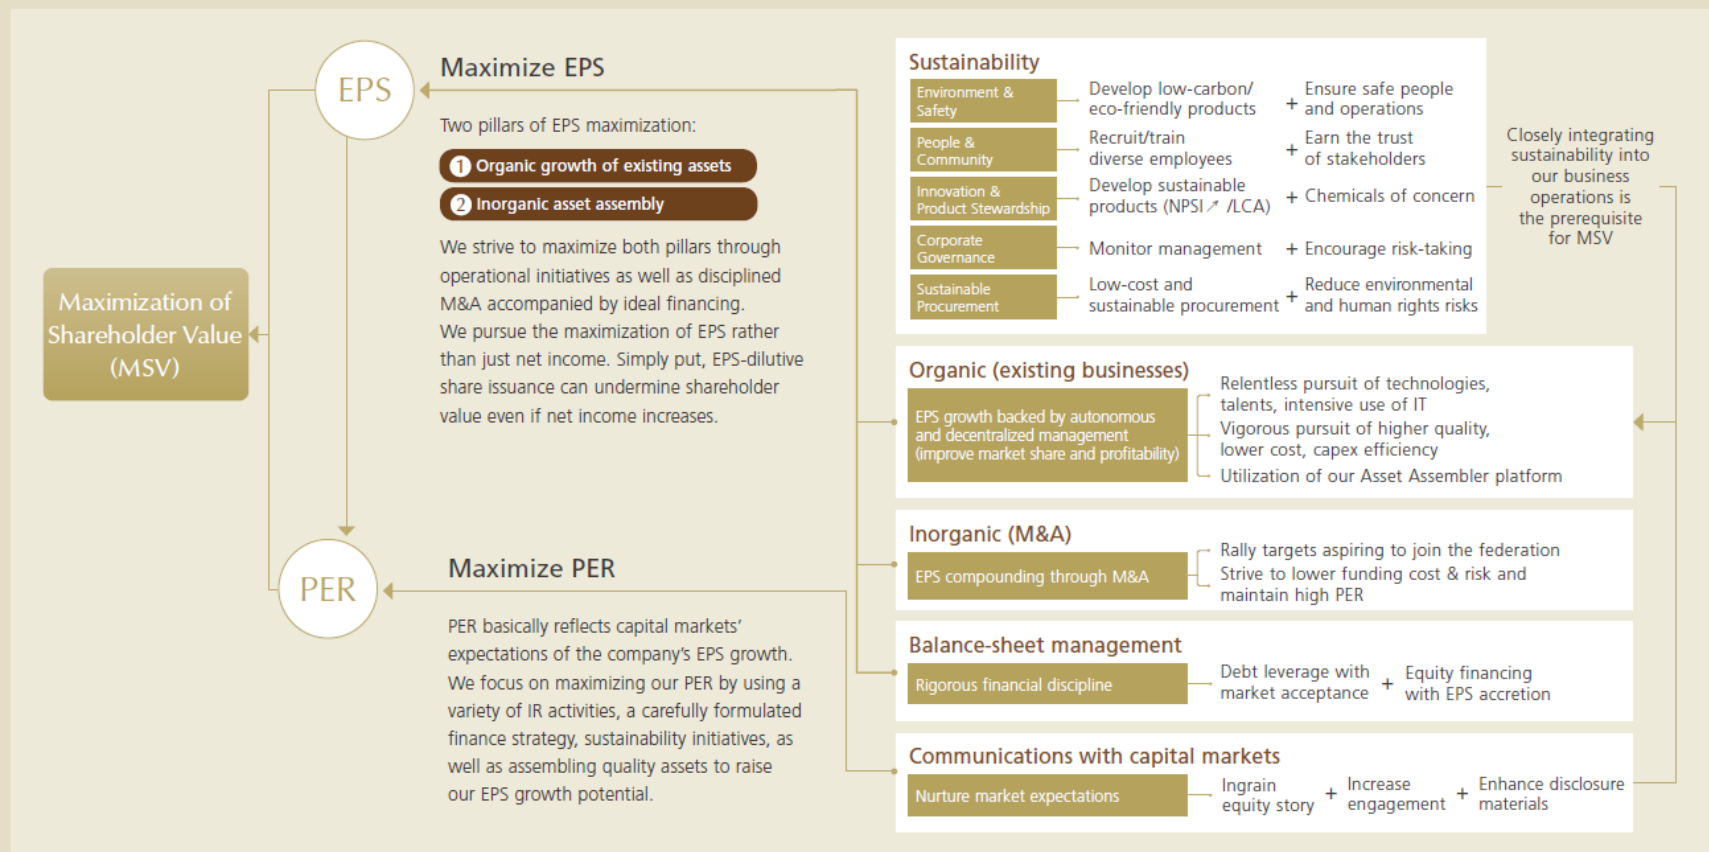 Maximization of
Shareholder Value
(MSV)
EPS
Maximize EPS
Two pillars of EPS maximization:
1 Organic growth of existing assets
2 Inorganic asset assembly
We strive to maximize both pillars through
operational initiatives as well as disciplined
M&A accompanied by ideal financing.
We pursue the maximization of EPS rather
than just net income. Simply put, EPS-dilutive
share issuance can undermine shareholder
value even if net income increases.
PER
Maximize PER
PER basically reflects capital markets’
expectations of the company’s EPS growth.
We focus on maximizing our PER by using a
variety of IR activities, a carefully formulated
finance strategy, sustainability initiatives, as
well as assembling quality assets to raise
our EPS growth potential.
Sustainability
Environment &
Safety
Develop low-carbon/
eco-friendly products
+
Ensure safe people
and operations
People &
Community
Recruit/train
diverse employees
+
Earn the trust
of stakeholders
Innovation &
Product Stewardship
Develop sustainable
products (NPSI↗ /LCA)
+
Chemicals of concern
Corporate
Governance
Monitor management
+
Encourage risk-taking
Sustainable
Procurement
Low-cost and
sustainable procurement
+
Reduce environmental
and human rights risks
Closely integrating
sustainability into
our business
operations is
the prerequisite
for MSV
Organic (existing businesses)
EPS growth backed by autonomous
and decentralized management
(improve market share and profitability)
Relentless pursuit of technologies,
talents, intensive use of IT
Vigorous pursuit of higher quality,
lower cost, capex efficiency
Utilization of our Asset Assembler platform
Inorganic (M&A)
EPS compounding through M&A
Rally targets aspiring to join the federation
Strive to lower funding cost & risk and
maintain high PER
Balance-sheet management
Rigorous financial discipline
Debt leverage with
market acceptance
+
Equity financing
with EPS accretion
Communications with capital markets
Nurture market expectations
Ingrain
equity story
+
Increase
engagement
+
Enhance disclosure
materials